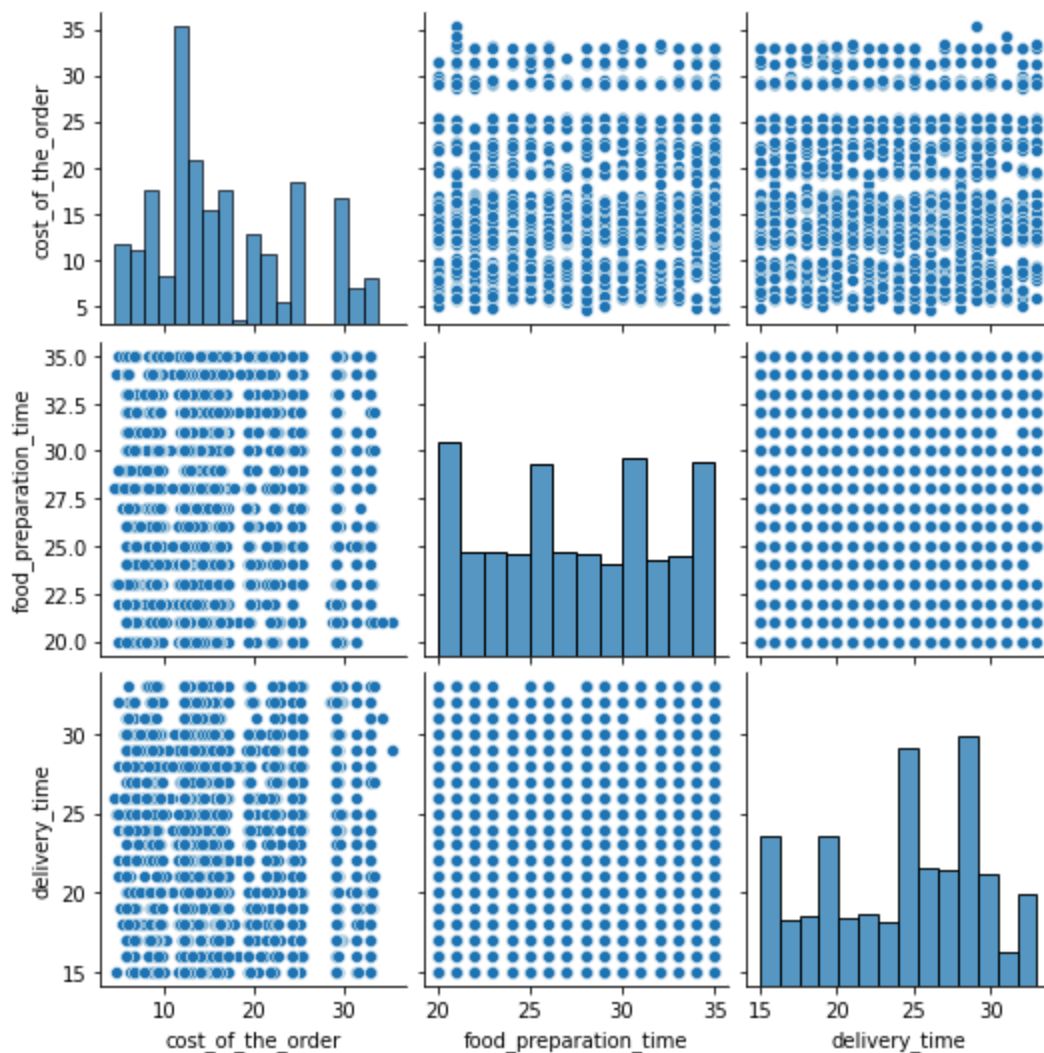 cost_of_the_order
35
30
25
20
15
10
5
food_preparation_time
35.0
32.5
30.0
27.5
25.0
22.5
20.0
delivery_time
30
25
20
15
10 20 30
20 25 30 35
15 20 25 30
cost_of_the_order food_preparation_time delivery_time